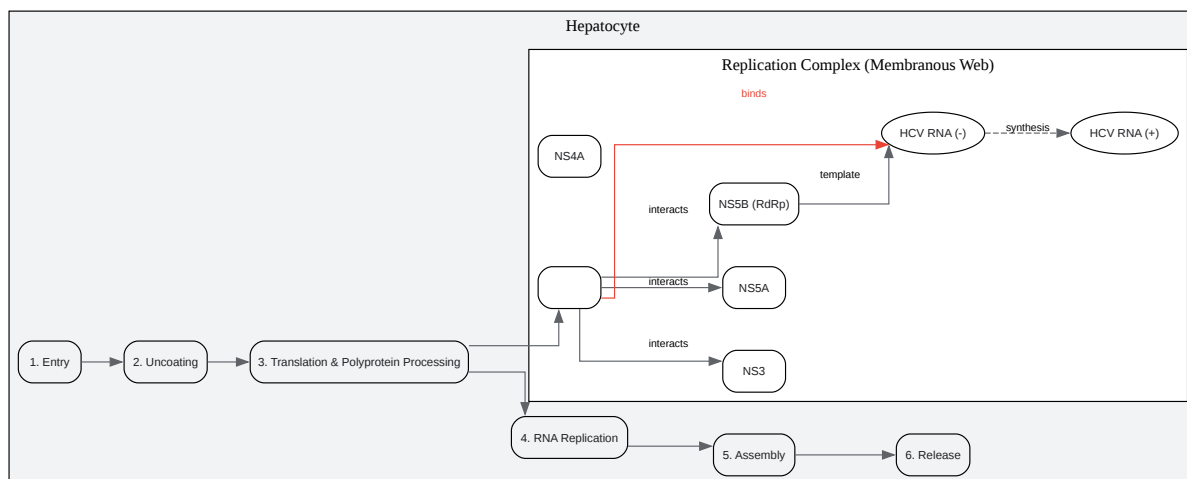 Hepatocyte
Replication Complex (Membranous Web)
binds
HCV RNA (-)
synthesis
HCV RNA (+)
NS4A
template
interacts
NS5B (RdRp)
interacts
NS5A
interacts
NS3
1. Entry
2. Uncoating
3. Translation & Polyprotein Processing
4. RNA Replication
5. Assembly
6. Release